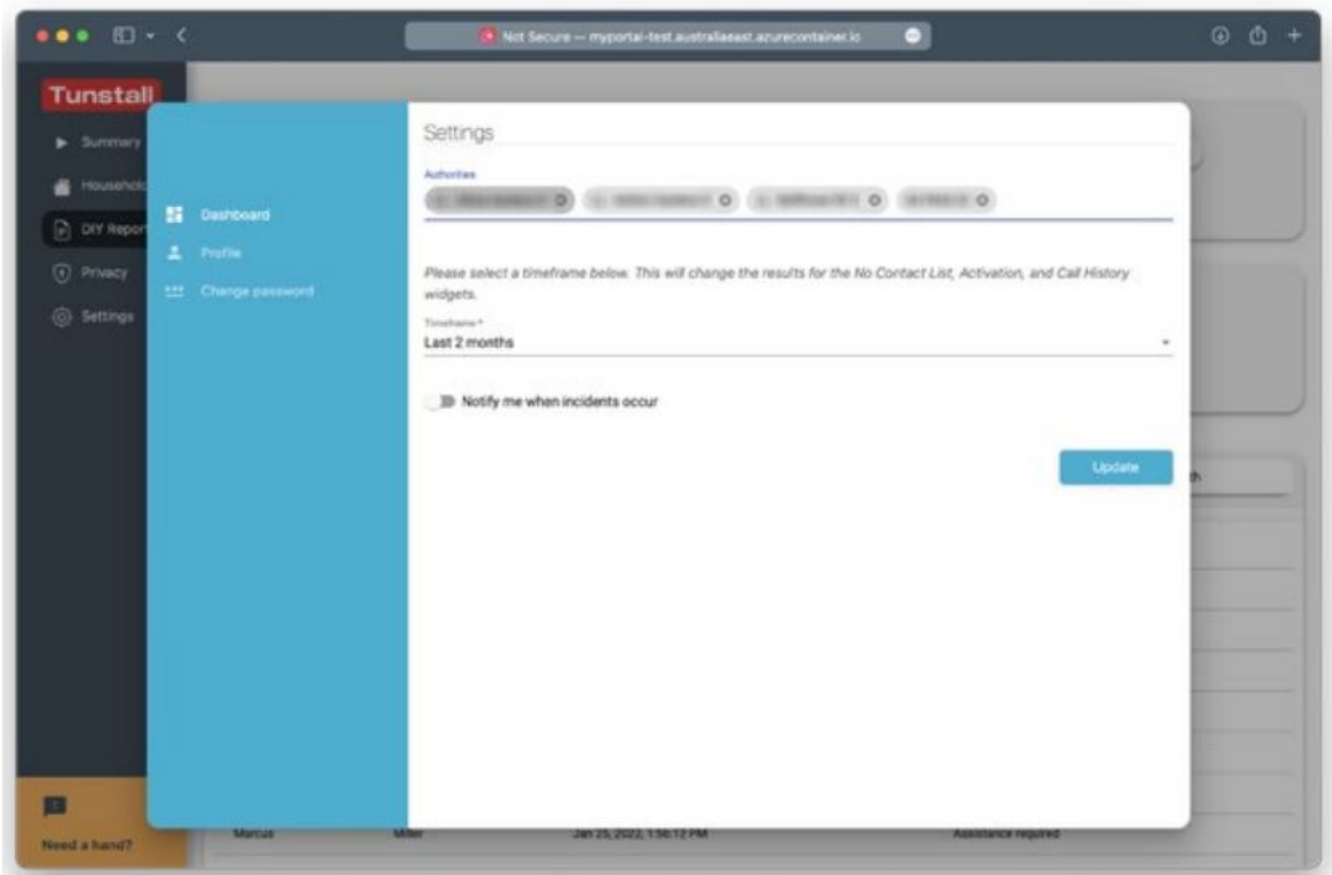 Not Secure — myportal-test.australiaeast.azurecontainer.io
Tunstall
Summary
Househol
DIY Repor
Privacy
Settings
Need a hand?
Dashboard
Profile
Change password
Settings
Authorities
Please select a timeframe below. This will change the results for the No Contact List, Activation, and Call History
widgets.
Timeframe *
Last 2 months
Notify me when incidents occur
Update
th
Marcus Miller Jan 25, 2022, 1:56:12 PM Assistance required